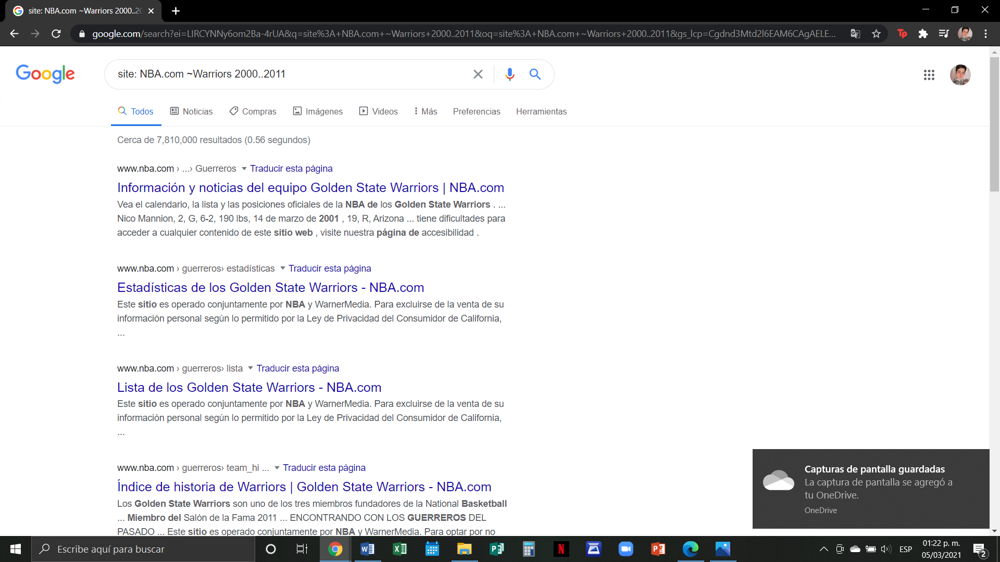 site: NBA.com ~Warriors 2000..20
google.com/search?ei=LIRCYNNy6om2Ba-4rUA&q=site%3A+NBA.com+~Warriors+2000..2011&oq=site%3A+NBA.com+~Warriors+2000..2011&gs_lcp=Cgdnd3Mtd2l6EAM6CAgAELE...
Tp
Google
site: NBA.com ~Warriors 2000..2011
Todos Noticias Compras Imágenes Videos Más Preferencias Herramientas
Cerca de 7,810,000 resultados (0.56 segundos)
www.nba.com › ...› Guerreros Traducir esta página
Información y noticias del equipo Golden State Warriors | NBA.com
Vea el calendario, la lista y las posiciones oficiales de la NBA de los Golden State Warriors . ...
Nico Mannion, 2, G, 6-2, 190 lbs, 14 de marzo de 2001 , 19, R, Arizona ... tiene dificultades para
acceder a cualquier contenido de este sitio web , visite nuestra página de accesibilidad .
www.nba.com › guerreros› estadísticas Traducir esta página
Estadísticas de los Golden State Warriors - NBA.com
Este sitio es operado conjuntamente por NBA y WarnerMedia. Para excluirse de la venta de su
información personal según lo permitido por la Ley de Privacidad del Consumidor de California,
...
www.nba.com › guerreros› lista Traducir esta página
Lista de los Golden State Warriors - NBA.com
Este sitio es operado conjuntamente por NBA y WarnerMedia. Para excluirse de la venta de su
información personal según lo permitido por la Ley de Privacidad del Consumidor de California,
...
www.nba.com › guerreros› team_hi ... Traducir esta página
Índice de historia de Warriors | Golden State Warriors - NBA.com
Los Golden State Warriors son uno de los tres miembros fundadores de la National Basketball
... Miembro del Salón de la Fama 2011 ... ENCONTRANDO CON LOS GUERREROS DEL
PASADO ... Este sitio es operado conjuntamente por NBA y WarnerMedia. Para optar por no
Capturas de pantalla guardadas
La captura de pantalla se agregó a
tu OneDrive.
OneDrive
Escribe aquí para buscar
ESP
01:22 p. m.
05/03/2021
2